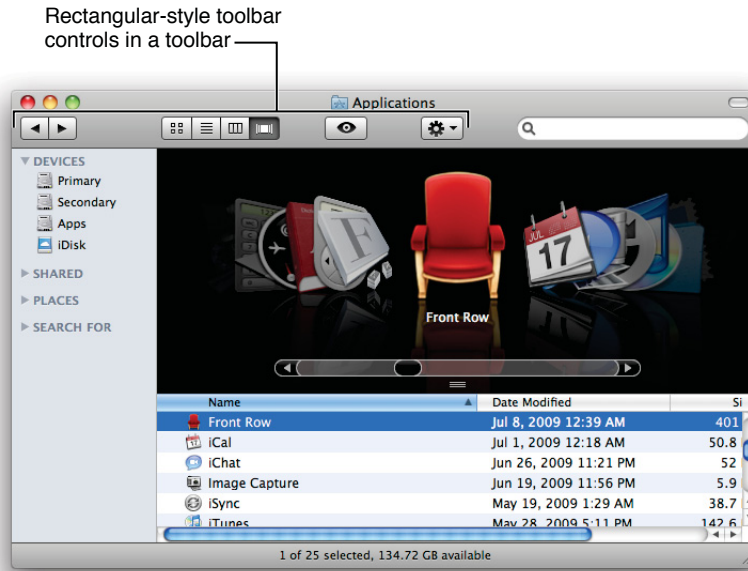 Rectangular-style toolbar
controls in a toolbar
Applications
DEVICES
Primary
Secondary
Apps
iDisk
SHARED
PLACES
SEARCH FOR
JUL
17
Front Row
Name Date Modified Si
Front Row Jul 8, 2009 12:39 AM 401
iCal Jul 1, 2009 12:18 AM 50.8
iChat Jun 26, 2009 11:21 PM 52
Image Capture Jun 19, 2009 11:56 PM 5.9
iSync May 19, 2009 1:29 AM 38.7
iTunes May 28, 2009 5:11 PM 142.6
1 of 25 selected, 134.72 GB available